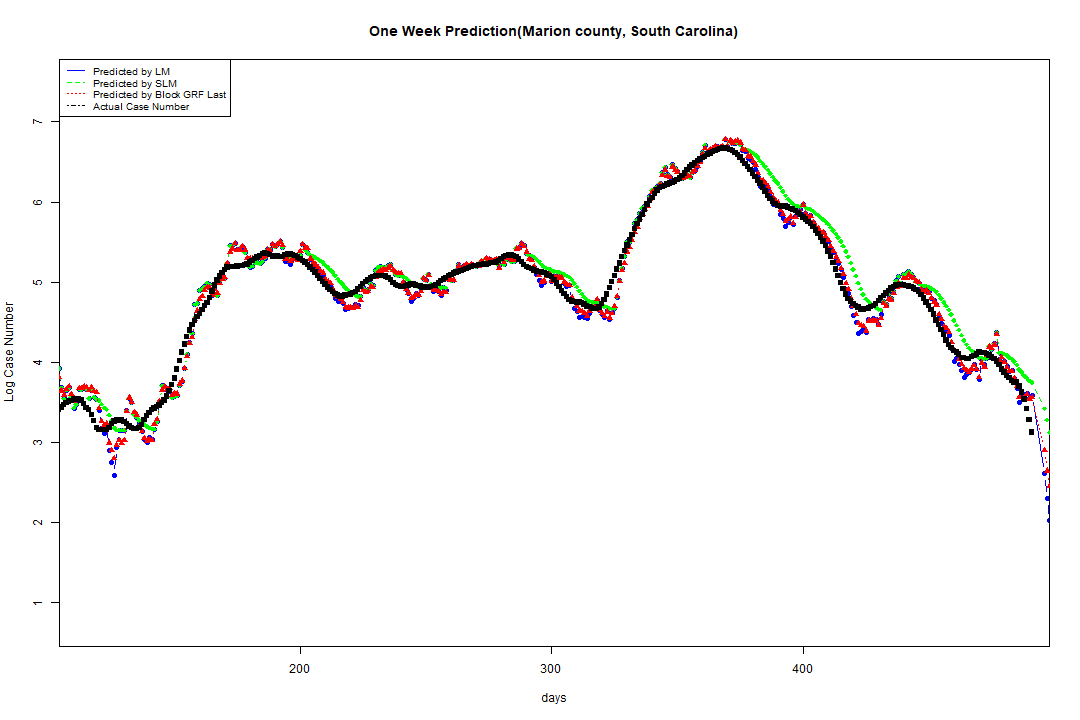 One Week Prediction(Marion county, South Carolina)
Predicted by LM
Predicted by SLM
Predicted by Block GRF Last
Actual Case Number
7
6
5
4
3
2
1
Log Case Number
200 300 400
days